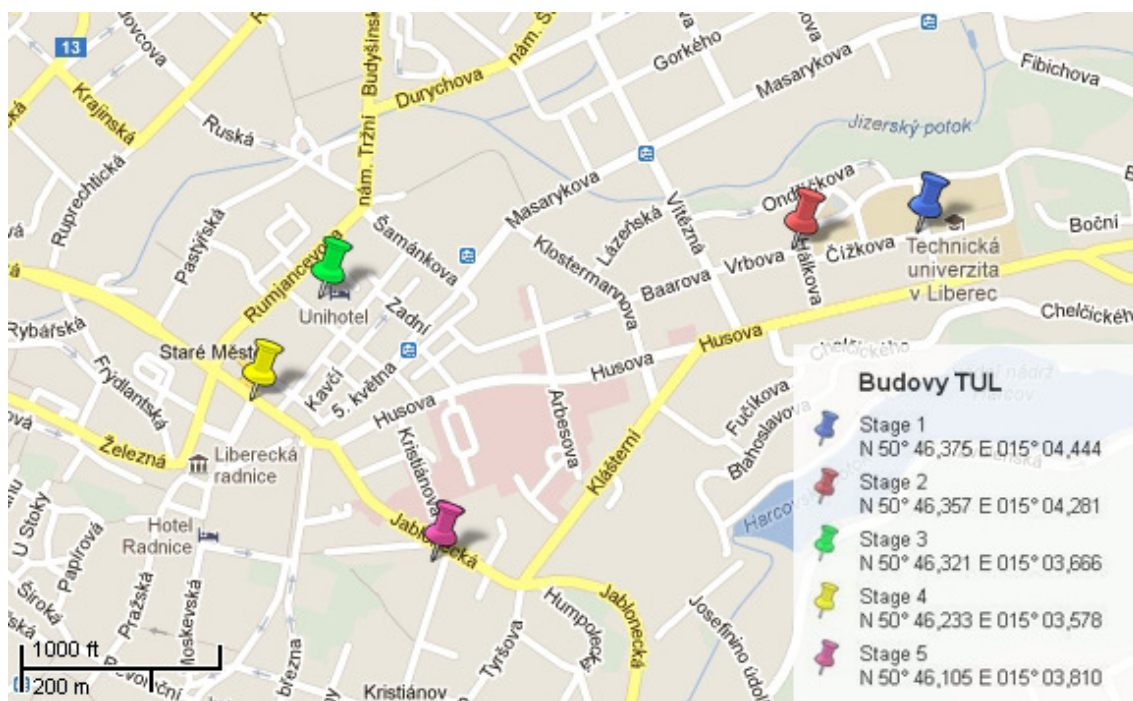 13
Krajinská
Ruská
Ruprechtická
nám. Tržní
Budyšínsk
Durychova
nám. Š
Gorkého
Masarykova
Fibichova
Jizerský potok
Masarykova
Vítězná
Lázeňská
Klostermannova
Šamánkova
Pastýřská
Rumjancevova
Unihotel
Zadní
Baarova
Vrbova
Hálkova
Čížkova
Boční
Technická
univerzita
v Liberec
Chelčického
Chelčického
Husova
Husova
Husova
Rybářská
Staré Měst
Frýdlantská
Kavčí
5. května
Kristiánova
Arbesova
Klášterní
Fučíkova
Blahoslavova
Železná
Liberecká
radnice
Hotel
Radnice
U Stoky
Papírová
Široká
Pražská
Moskevská
března
Jablonecká
Jablonecká
Humpolecká
Tyršova
Kristiánov
Josefinino údolí
1000 ft
200 m
Budovy TUL
Stage 1
N 50° 46,375 E 015° 04,444
Stage 2
N 50° 46,357 E 015° 04,281
Stage 3
N 50° 46,321 E 015° 03,666
Stage 4
N 50° 46,233 E 015° 03,578
Stage 5
N 50° 46,105 E 015° 03,810